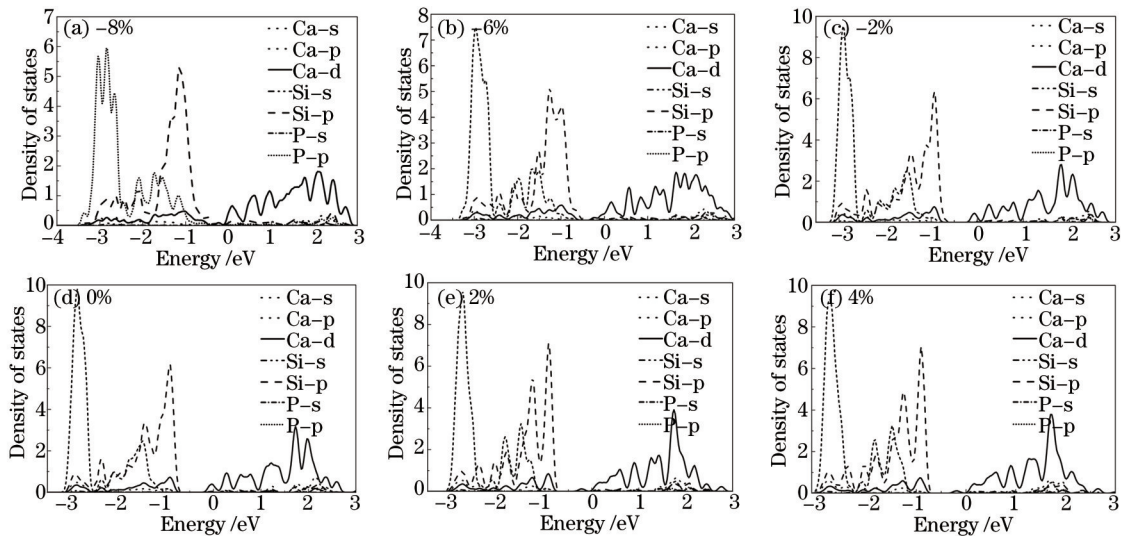 (a) −8%
7
6
5
4
3
2
1
0
Density of states
Ca−s
Ca−p
Ca−d
Si−s
Si−p
P−s
P−p
−4 −3 −2 −1 0 1 2 3
Energy /eV
(b) −6%
8
7
6
5
4
3
2
1
0
Density of states
Ca−s
Ca−p
Ca−d
Si−s
Si−p
P−s
P−p
−4 −3 −2 −1 0 1 2 3
Energy /eV
(c) −2%
10
8
6
4
2
0
Density of states
Ca−s
Ca−p
Ca−d
Si−s
Si−p
P−s
P−p
−3 −2 −1 0 1 2 3
Energy /eV
(d) 0%
10
8
6
4
2
0
Density of states
Ca−s
Ca−p
Ca−d
Si−s
Si−p
P−s
P−p
−3 −2 −1 0 1 2 3
Energy /eV
(e) 2%
10
8
6
4
2
0
Density of states
Ca−s
Ca−p
Ca−d
Si−s
Si−p
P−s
P−p
−3 −2 −1 0 1 2 3
Energy /eV
(f) 4%
10
8
6
4
2
0
Density of states
Ca−s
Ca−p
Ca−d
Si−s
Si−p
P−s
P−p
−3 −2 −1 0 1 2 3
Energy /eV